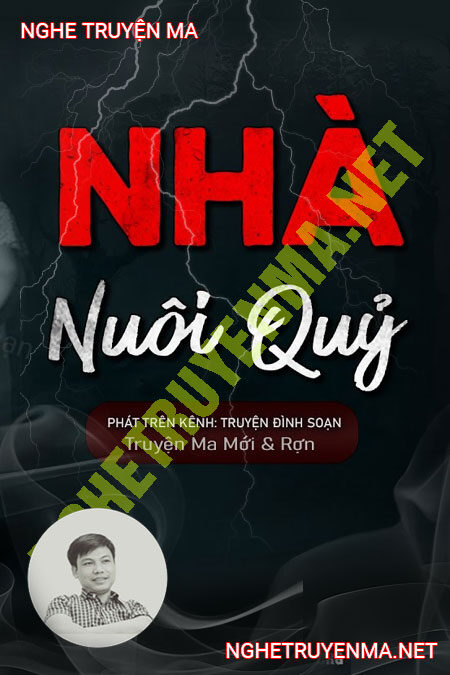 NGHE TRUYỆN MA
NHÀ
Nuôi Quỷ
NGHETRUYENMA.NET
PHÁT TRÊN KÊNH: TRUYỆN ĐÌNH SOẠN
Truyện Ma Mới & Rợn
NGHETRUYENMA.NET